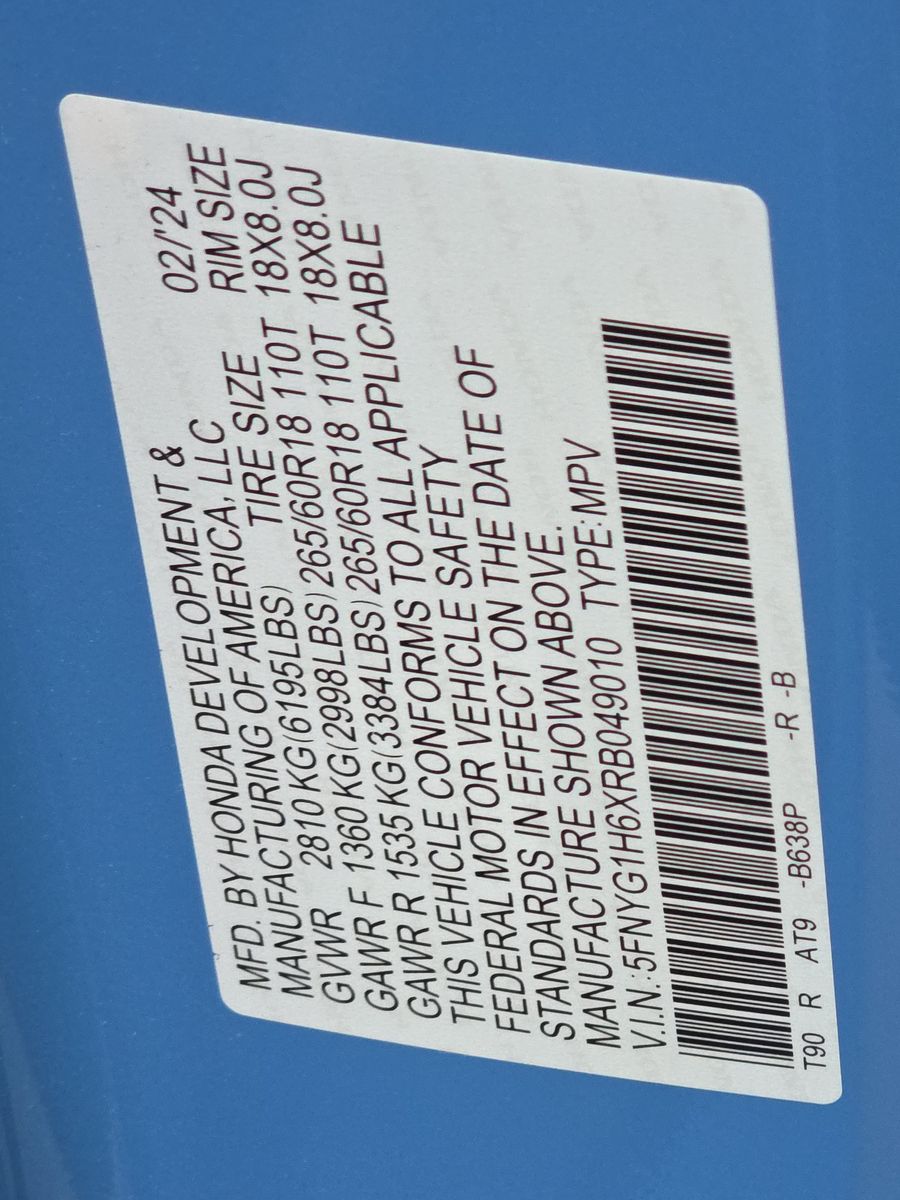 MFD. BY HONDA DEVELOPMENT & 02/'24
MANUFACTURING OF AMERICA, LLC RIM SIZE
TIRE SIZE
GVWR 2810 KG(6195LBS)
GAWR F 1360 KG(2998LBS) 265/60R18 110T 18X8.0J
GAWR R 1535 KG(3384LBS) 265/60R18 110T 18X8.0J
THIS VEHICLE CONFORMS TO ALL APPLICABLE
FEDERAL MOTOR VEHICLE SAFETY
STANDARDS IN EFFECT ON THE DATE OF
MANUFACTURE SHOWN ABOVE.
V.I.N.:5FNYG1H6XRB049010 TYPE:MPV
T90 R AT9 -B638P -R -B